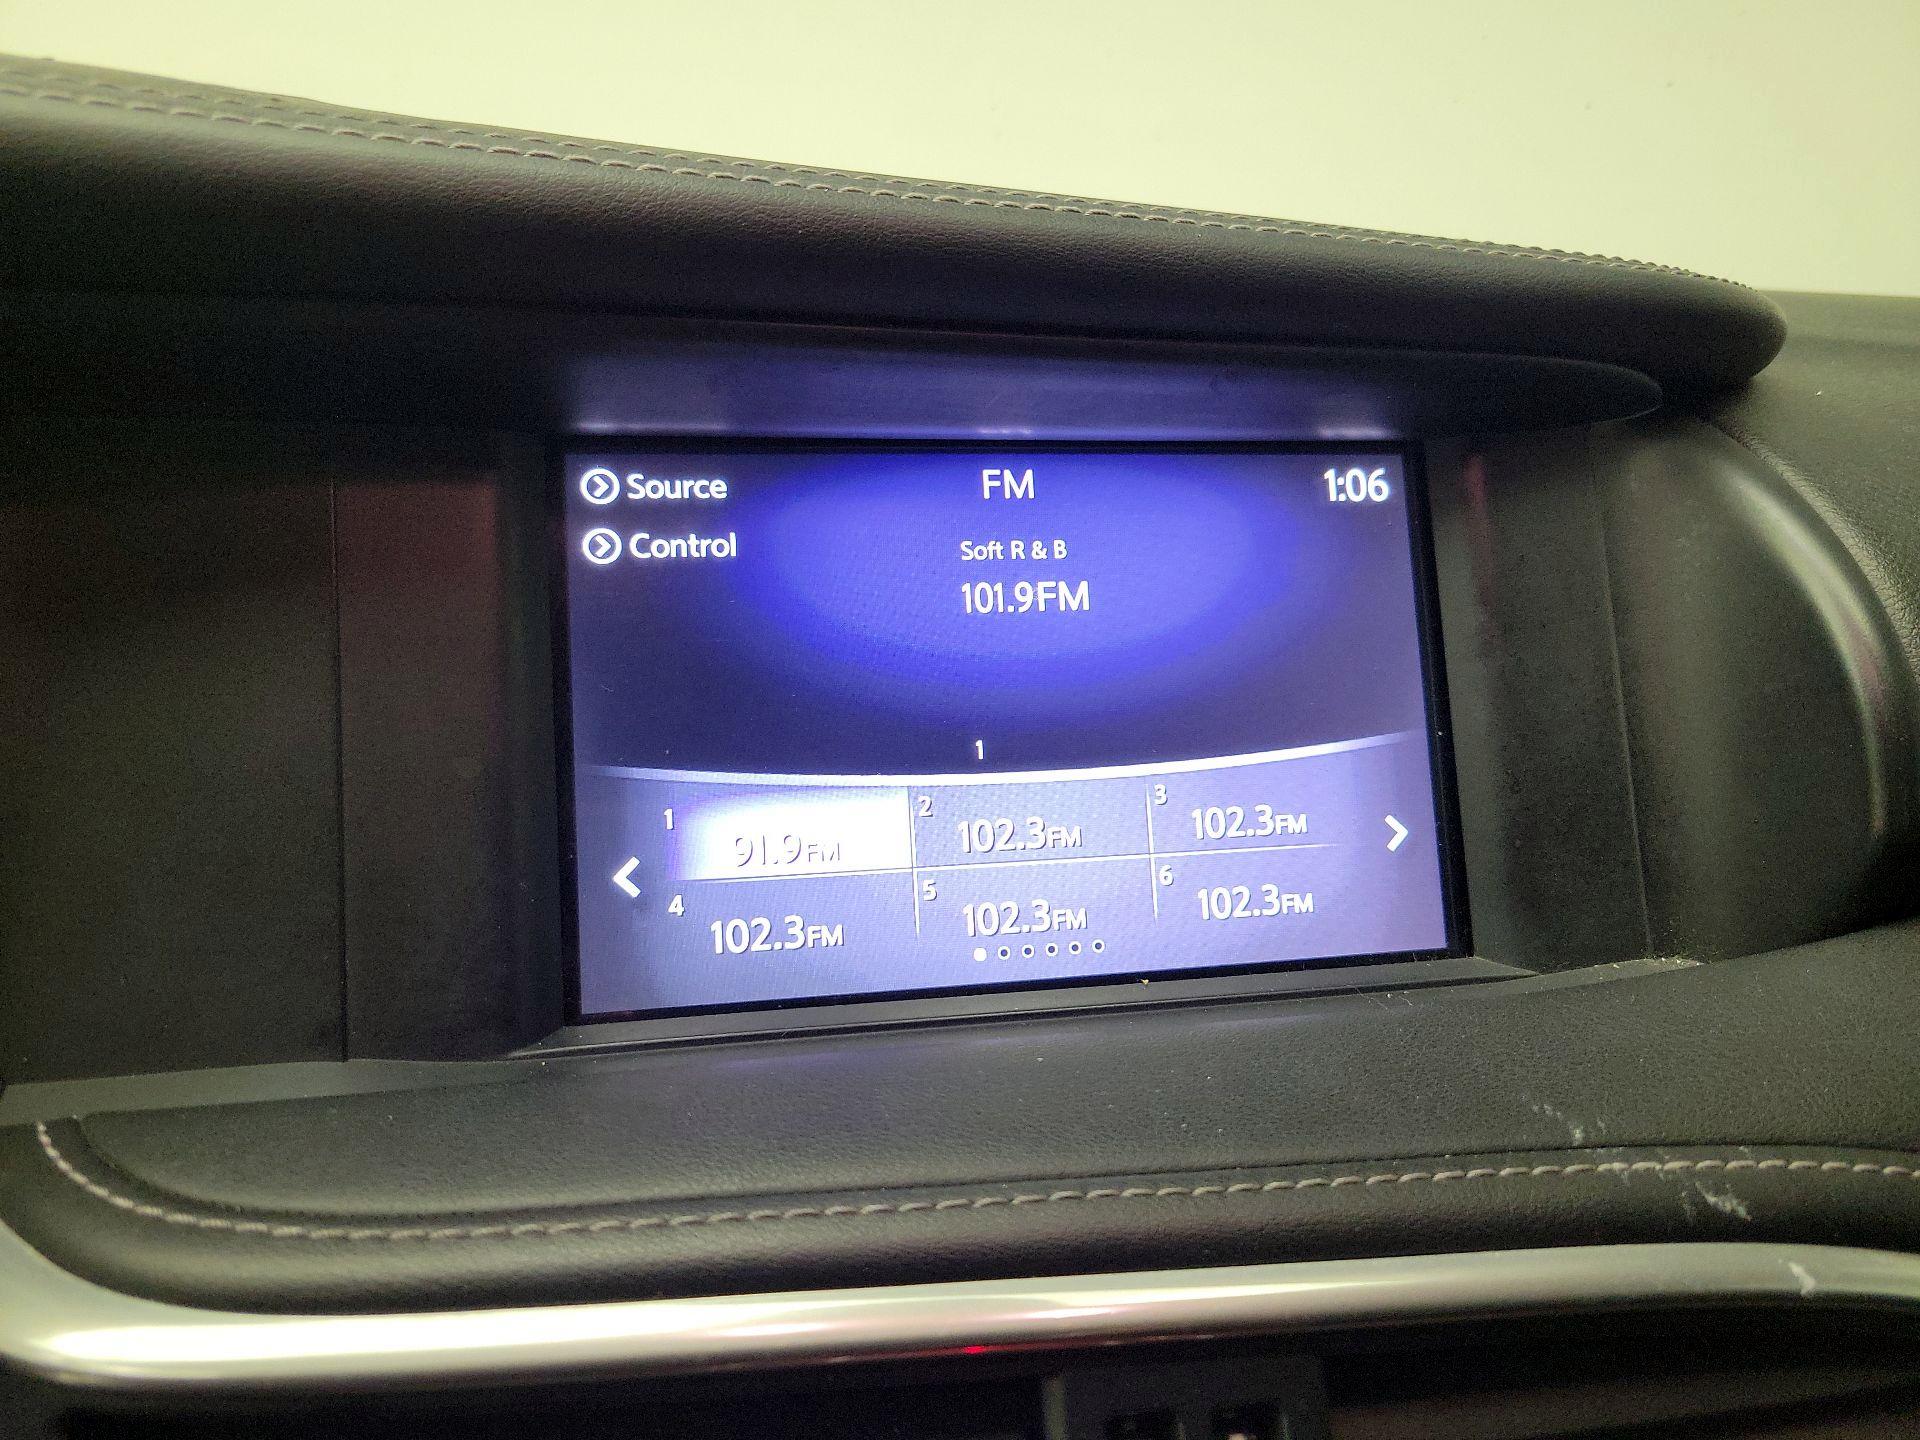 Source
FM
1:06
Control
Soft R & B
101.9FM
1
1
91.9FM
2
102.3FM
3
102.3FM
4
102.3FM
5
102.3FM
6
102.3FM